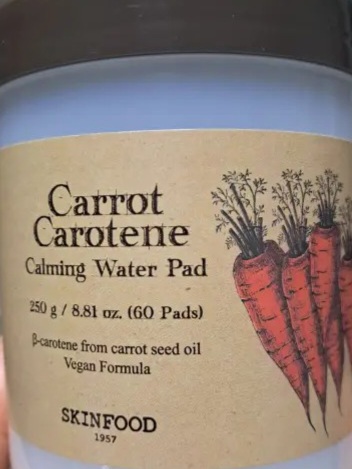 Carrot
Carotene
Calming Water Pad
250 g / 8.81 oz. (60 Pads)
β-carotene from carrot seed oil
Vegan Formula
SKINFOOD
1957